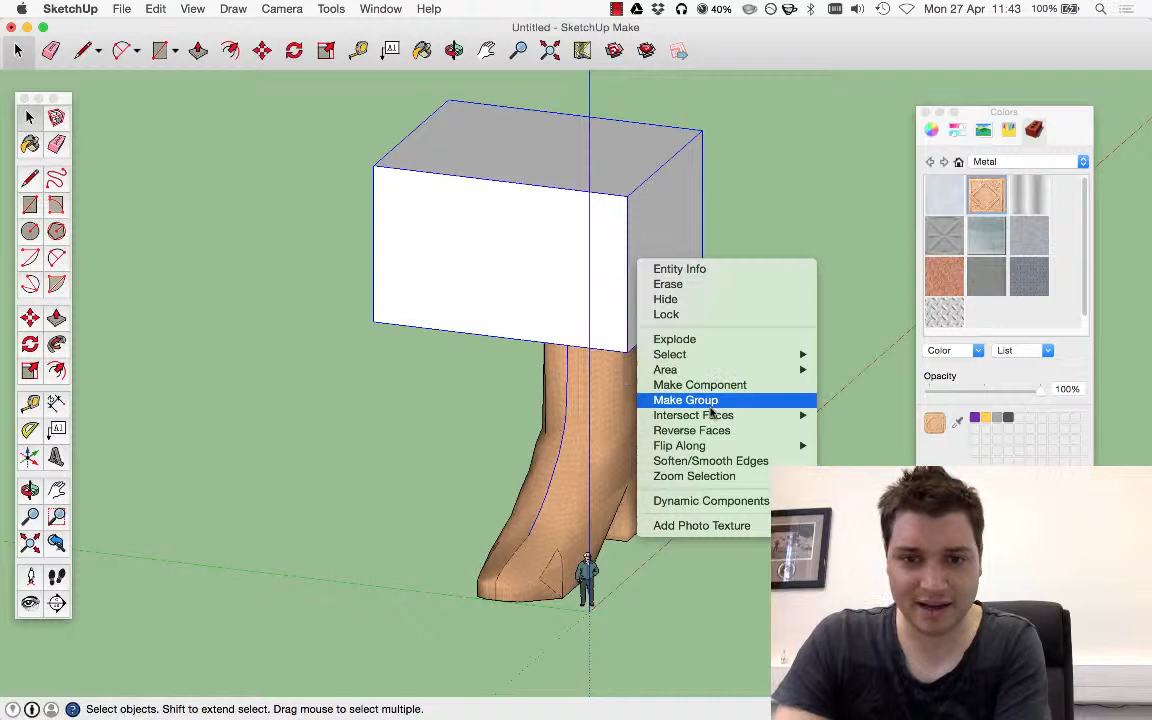 SketchUp File Edit View Camera Draw Tools Window Help 40% Mon 27 Apr 11:43 100%
Untitled - SketchUp Make
A1
Colors
Metal
Entity Info
Erase
Hide
Lock
Explode
Select
Area
Make Component
Make Group
Intersect Faces
Reverse Faces
Flip Along
Soften/Smooth Edges
Zoom Selection
Dynamic Components
Add Photo Texture
Color List
Opacity
100%
A1
Select objects. Shift to extend select. Drag mouse to select multiple.